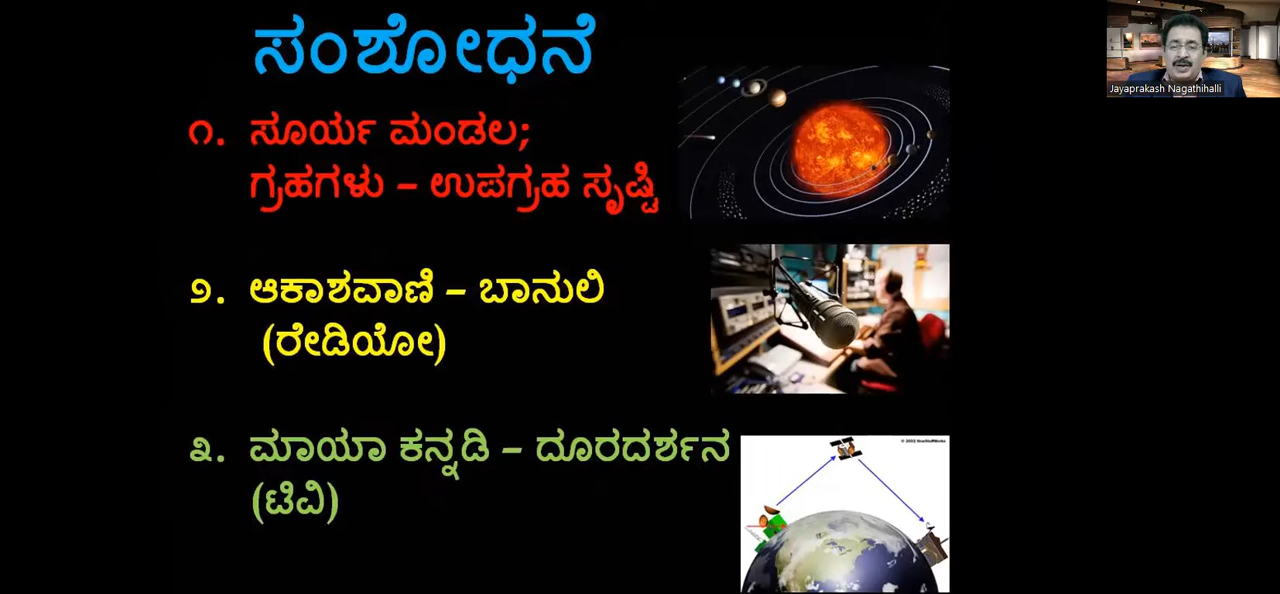 ಸಂಶೋಧನೆ
Jayaprakash Nagathihalli
೧. ಸೂರ್ಯ ಮಂಡಲ;
ಗ್ರಹಗಳು – ಉಪಗ್ರಹ ಸೃಷ್ಟಿ
೨. ಆಕಾಶವಾಣಿ – ಬಾನುಲಿ
(ರೇಡಿಯೋ)
೩. ಮಾಯಾ ಕನ್ನಡಿ – ದೂರದರ್ಶನ
(ಟಿವಿ)